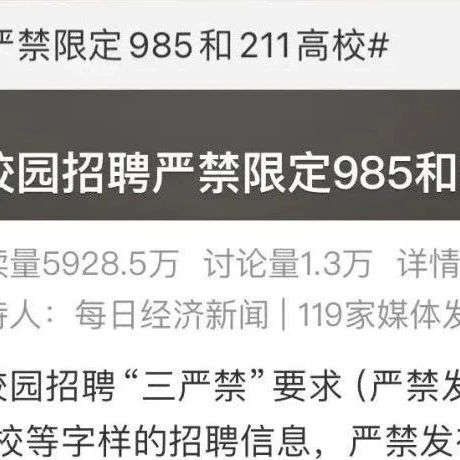 严禁限定985和211高校#
校园招聘严禁限定985和
读量5928.5万 讨论量1.3万 详情
持人：每日经济新闻 | 119家媒体发
校园招聘“三严禁”要求（严禁发
校等字样的招聘信息，严禁发布